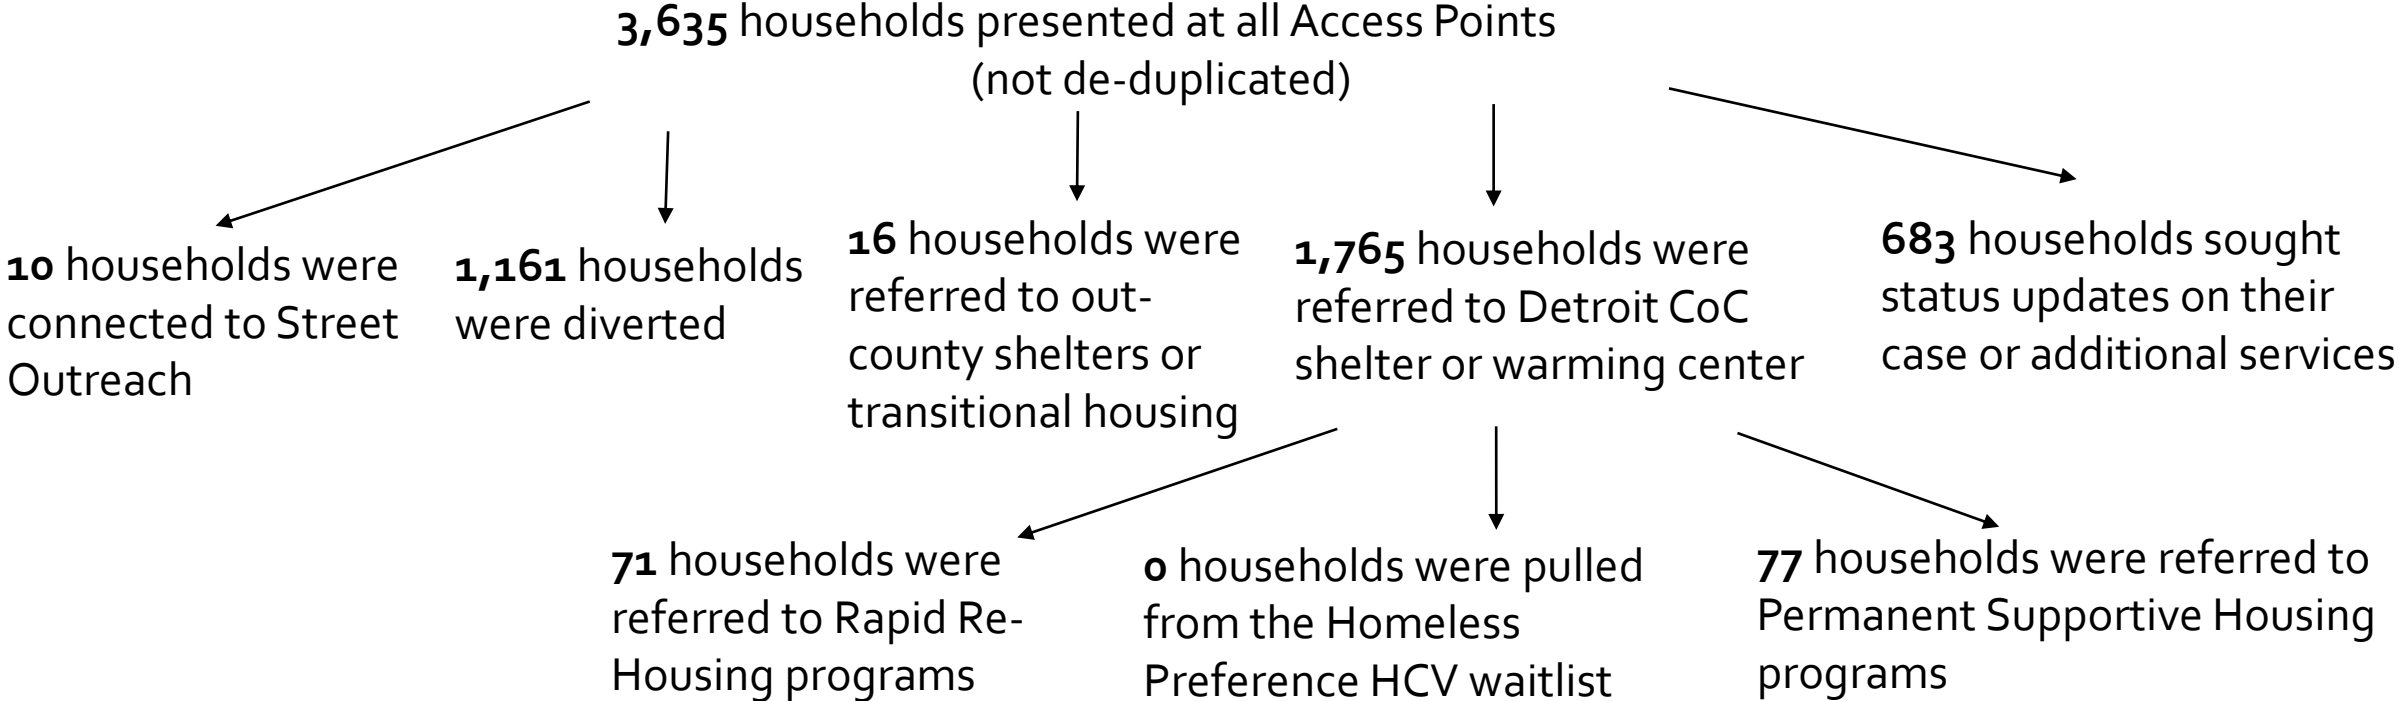 3,635 households presented at all Access Points
(not de-duplicated)
10 households were
connected to Street
Outreach
1,161 households
were diverted
16 households were
referred to out-
county shelters or
transitional housing
1,765 households were
referred to Detroit CoC
shelter or warming center
683 households sought
status updates on their
case or additional services
71 households were
referred to Rapid Re-
Housing programs
0 households were pulled
from the Homeless
Preference HCV waitlist
77 households were referred to
Permanent Supportive Housing
programs